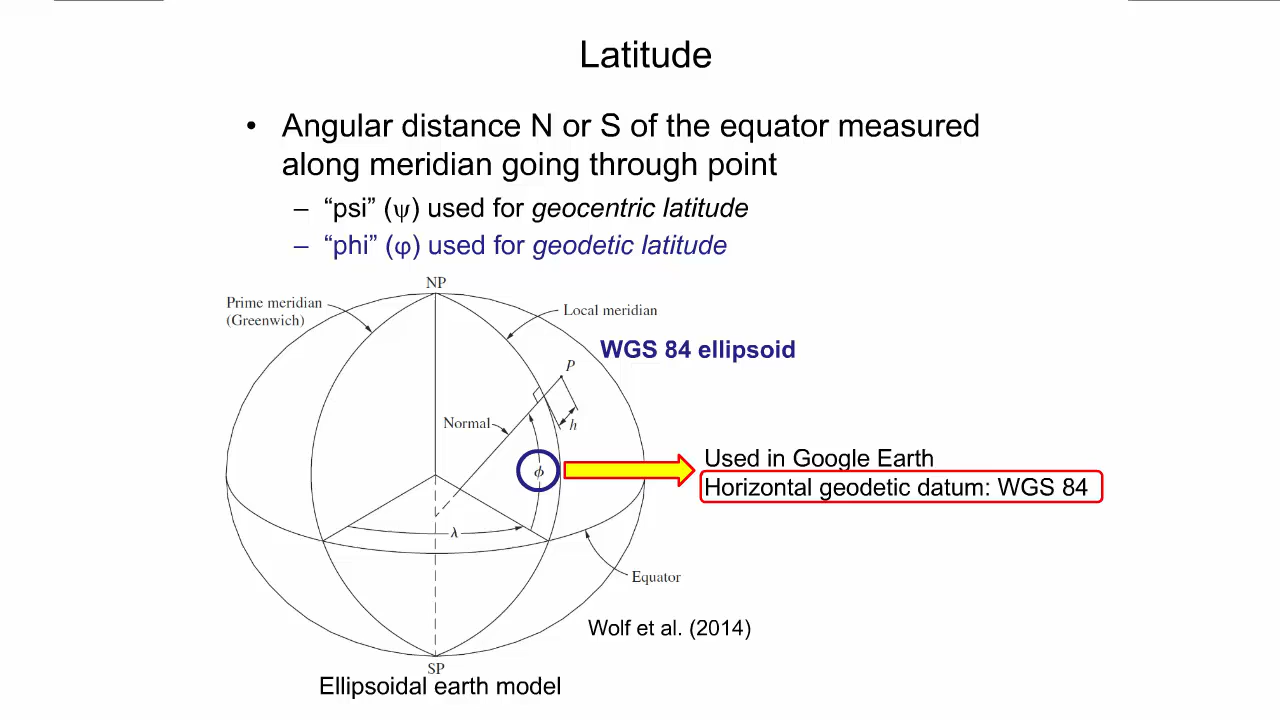 Latitude
• Angular distance N or S of the equator measured
along meridian going through point
– “psi” (ψ) used for geocentric latitude
– “phi” (φ) used for geodetic latitude
NP
Prime meridian
(Greenwich)
Local meridian
WGS 84 ellipsoid
P
Normal
h
ϕ
Used in Google Earth
Horizontal geodetic datum: WGS 84
λ
Equator
Wolf et al. (2014)
SP
Ellipsoidal earth model